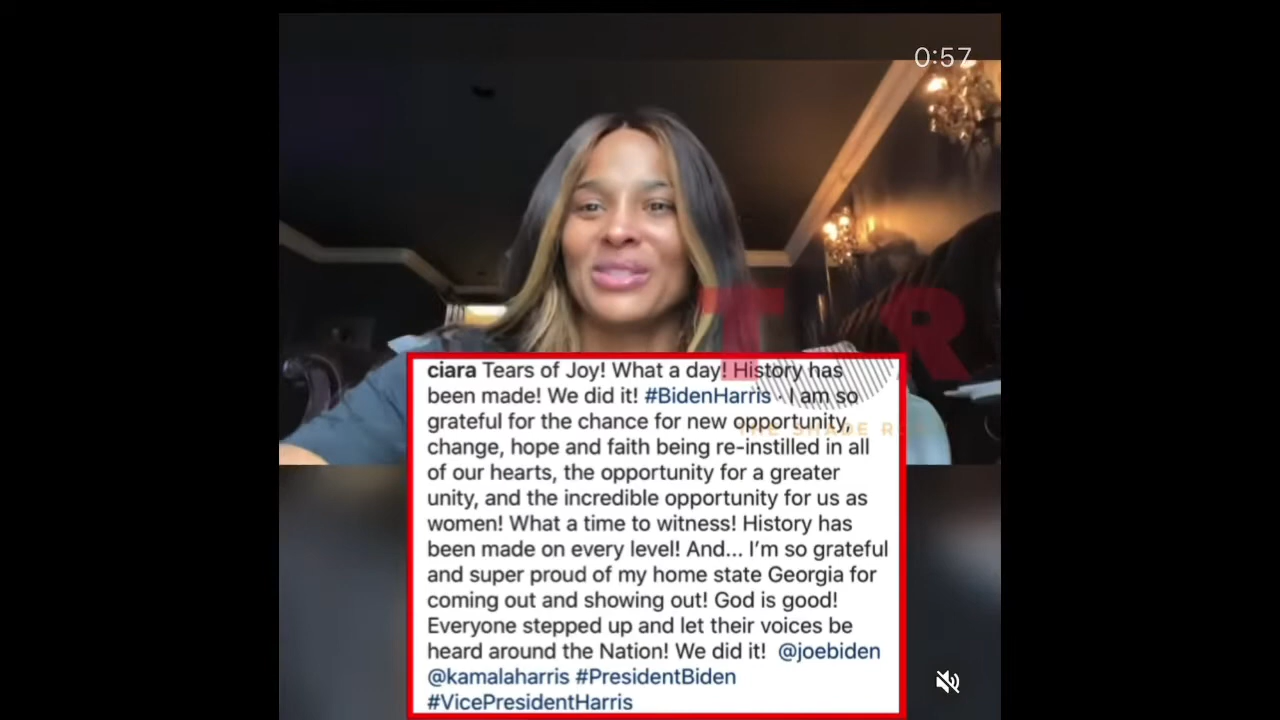 0:57
T R
ciara Tears of Joy! What a day! History has
been made! We did it! #BidenHarris · I am so
grateful for the chance for new opportunity,
change, hope and faith being re-instilled in all
of our hearts, the opportunity for a greater
unity, and the incredible opportunity for us as
women! What a time to witness! History has
been made on every level! And... I’m so grateful
and super proud of my home state Georgia for
coming out and showing out! God is good!
Everyone stepped up and let their voices be
heard around the Nation! We did it! @joebiden
@kamalaharris #PresidentBiden
#VicePresidentHarris